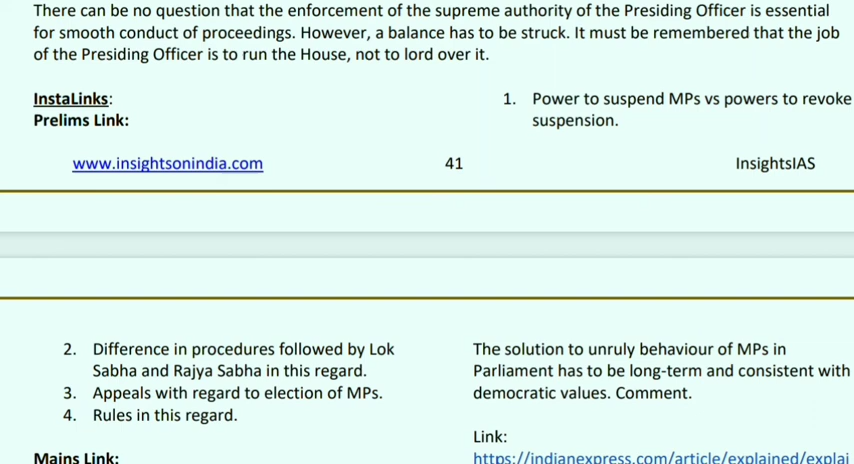 There can be no question that the enforcement of the supreme authority of the Presiding Officer is essential
for smooth conduct of proceedings. However, a balance has to be struck. It must be remembered that the job
of the Presiding Officer is to run the House, not to lord over it.
InstaLinks:
Prelims Link:
1. Power to suspend MPs vs powers to revoke
suspension.
www.insightsonindia.com 41 InsightsIAS
2. Difference in procedures followed by Lok
Sabha and Rajya Sabha in this regard.
3. Appeals with regard to election of MPs.
4. Rules in this regard.
Mains Link:
The solution to unruly behaviour of MPs in
Parliament has to be long-term and consistent with
democratic values. Comment.
Link:
https://indianexpress.com/article/explained/explai